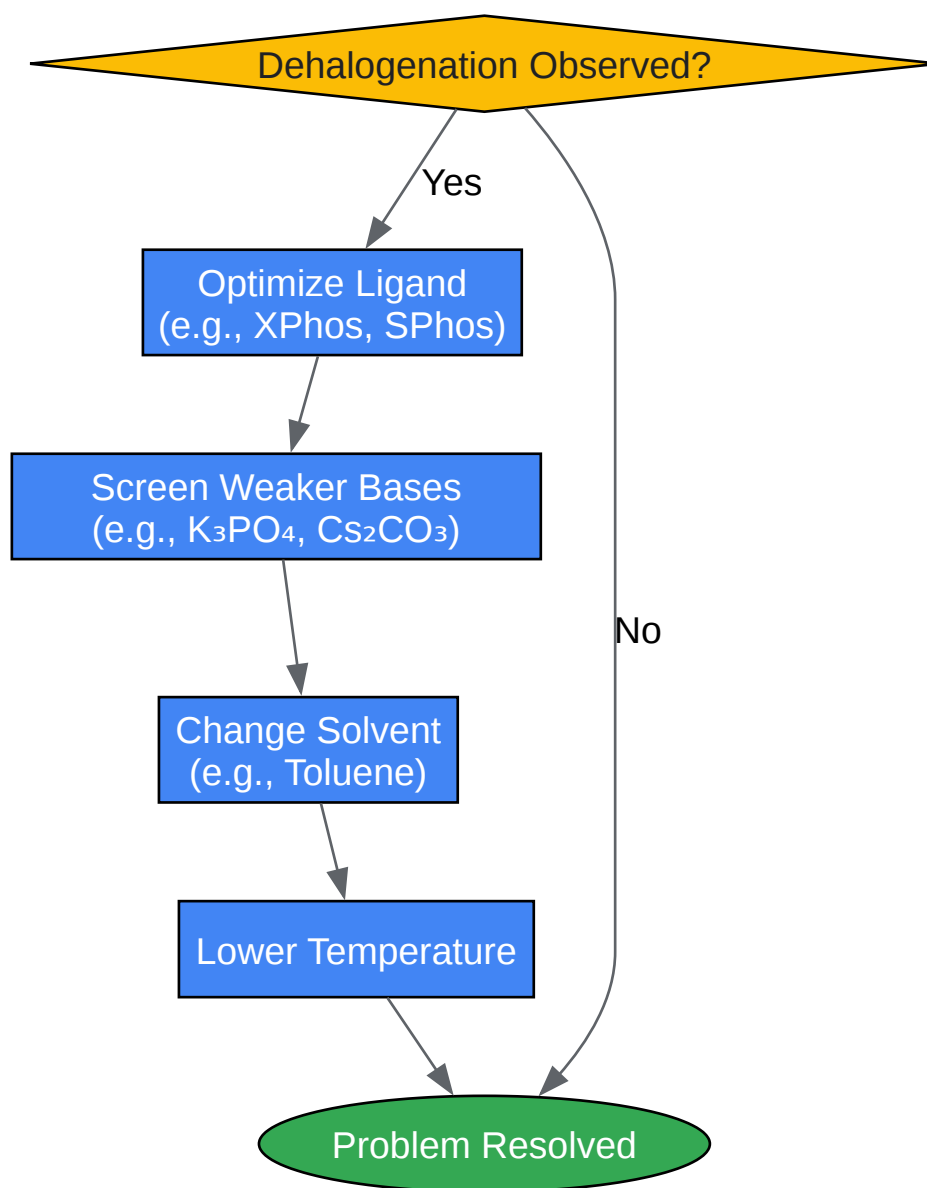 Dehalogenation Observed?
Yes
Optimize Ligand
(e.g., XPhos, SPhos)
Screen Weaker Bases
(e.g., K₃PO₄, Cs₂CO₃)
No
Change Solvent
(e.g., Toluene)
Lower Temperature
Problem Resolved